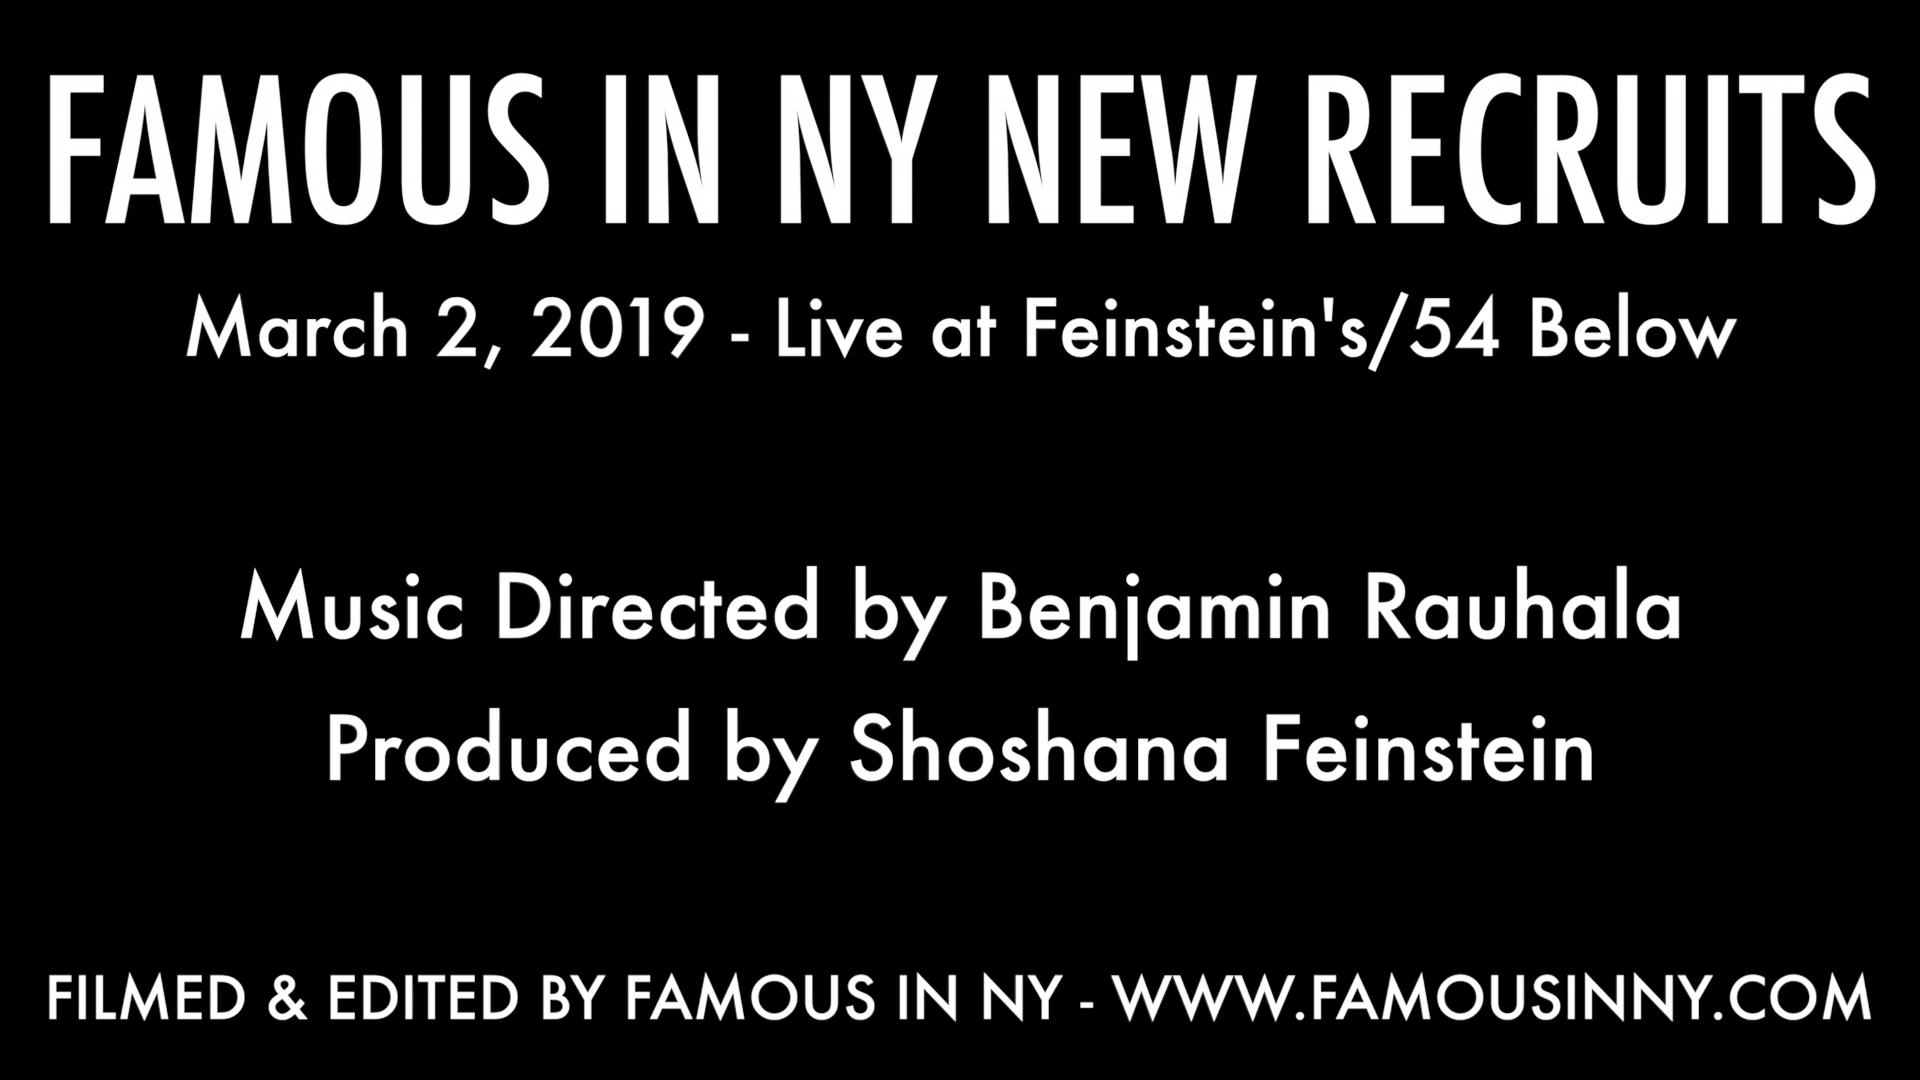 FAMOUS IN NY NEW RECRUITS
March 2, 2019 - Live at Feinstein's/54 Below
Music Directed by Benjamin Rauhala
Produced by Shoshana Feinstein
FILMED & EDITED BY FAMOUS IN NY - WWW.FAMOUSINNY.COM